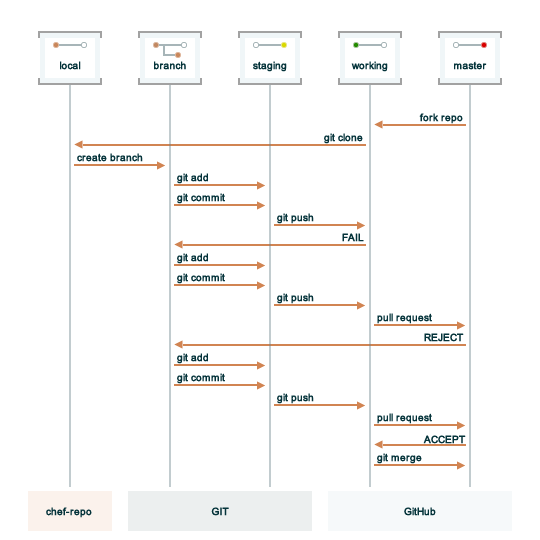 local
branch
staging
working
master
fork repo
git clone
create branch
git add
git commit
git push
FAIL
git add
git commit
git push
pull request
REJECT
git add
git commit
git push
pull request
ACCEPT
git merge
chef-repo
GIT
GitHub